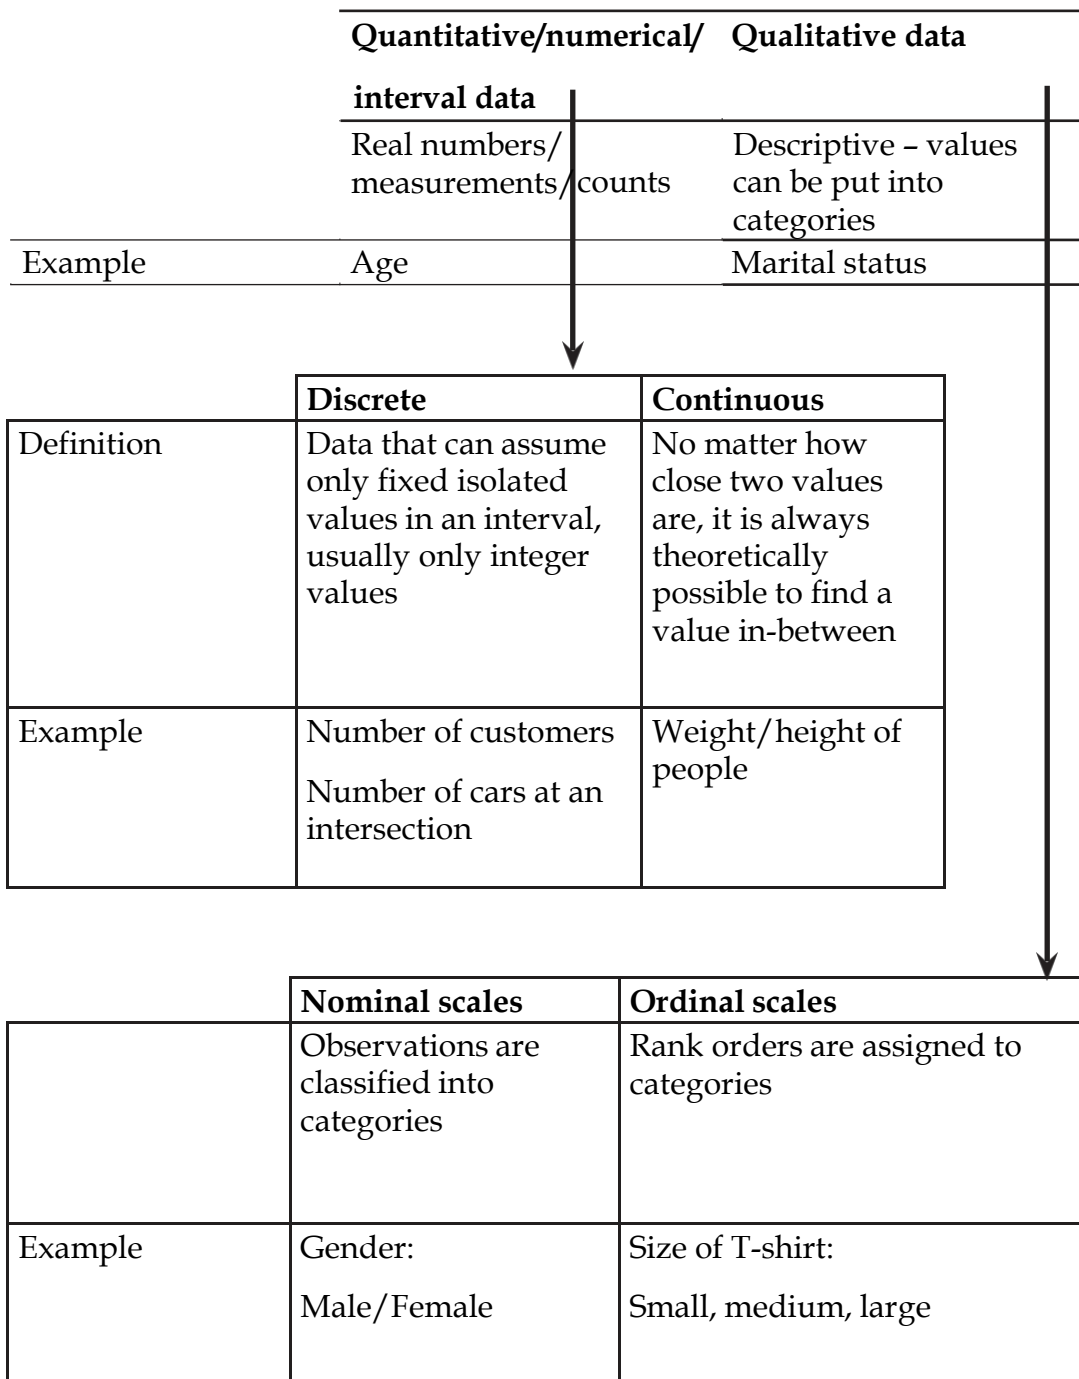 Quantitative/numerical/ Qualitative data
interval data
Real numbers/ Descriptive – values
measurements/counts can be put into
categories
Example Age Marital status
Discrete Continuous
Definition Data that can assume No matter how
only fixed isolated close two values
values in an interval, are, it is always
usually only integer theoretically
values possible to find a
value in-between
Example Number of customers Weight/height of
people
Number of cars at an
intersection
Nominal scales Ordinal scales
Observations are Rank orders are assigned to
classified into categories
categories
Example Gender: Size of T-shirt:
Male/Female Small, medium, large